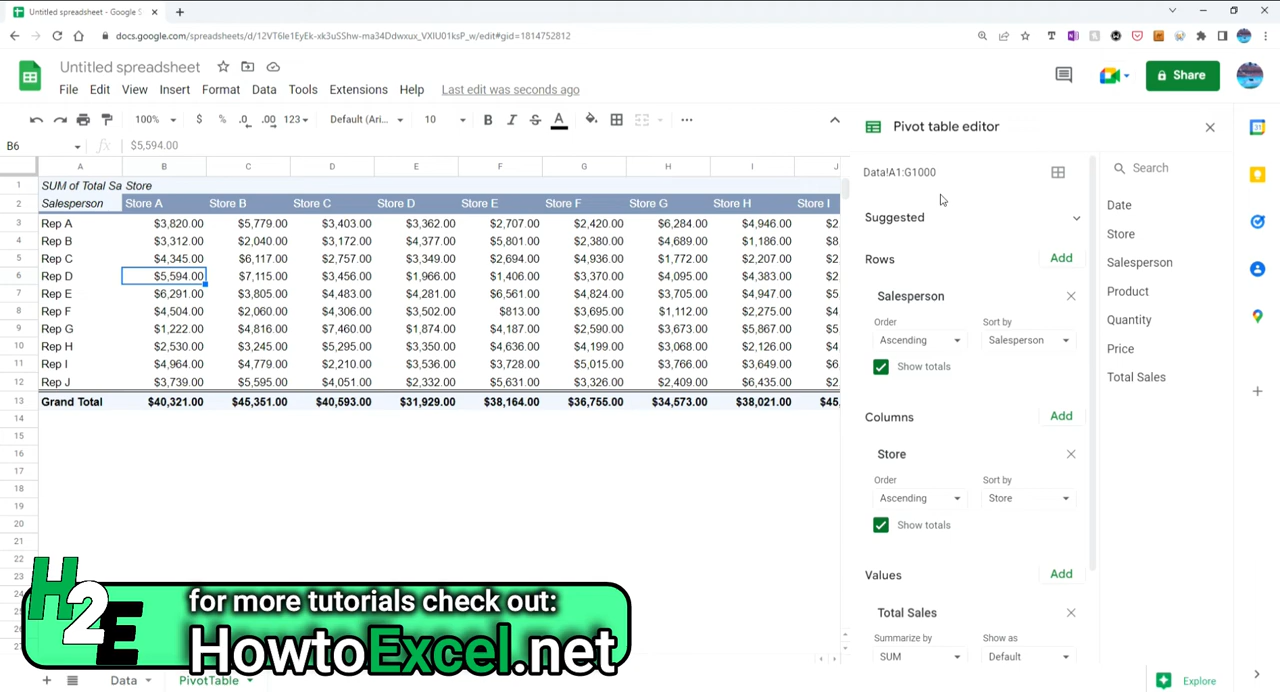 Untitled spreadsheet - Google S
docs.google.com/spreadsheets/d/12VT6Ie1EyEk-xk3uSShw-ma34Ddwxux_VXIU01ksP_w/edit#gid=1814752812
Untitled spreadsheet
File Edit View Insert Format Data Tools Extensions Help Last edit was seconds ago
Share
100% $ % .0 .00 123 Default (Ari... 10 B I S A
B6 fx $5,594.00
A B C D E F G H I J
1 SUM of Total Sa Store
2 Salesperson Store A Store B Store C Store D Store E Store F Store G Store H Store I
3 Rep A $3,820.00 $5,779.00 $3,403.00 $3,362.00 $2,707.00 $2,420.00 $6,284.00 $4,946.00 $2
4 Rep B $3,312.00 $2,040.00 $3,172.00 $4,377.00 $5,801.00 $2,380.00 $4,689.00 $1,186.00 $8
5 Rep C $4,345.00 $6,117.00 $2,757.00 $3,349.00 $2,694.00 $4,936.00 $1,772.00 $2,207.00 $2
6 Rep D $5,594.00 $7,115.00 $3,456.00 $1,966.00 $1,406.00 $3,370.00 $4,095.00 $4,383.00 $2
7 Rep E $6,291.00 $3,805.00 $4,483.00 $4,281.00 $6,561.00 $4,824.00 $3,705.00 $4,947.00 $5
8 Rep F $4,504.00 $2,060.00 $4,306.00 $3,502.00 $813.00 $3,695.00 $1,112.00 $2,275.00 $4
9 Rep G $1,222.00 $4,816.00 $7,460.00 $1,874.00 $4,187.00 $2,590.00 $3,673.00 $5,867.00 $5
10 Rep H $2,530.00 $3,245.00 $5,295.00 $3,350.00 $4,636.00 $4,199.00 $3,068.00 $2,126.00 $4
11 Rep I $4,964.00 $4,779.00 $2,210.00 $3,536.00 $3,728.00 $5,015.00 $3,766.00 $3,649.00 $6
12 Rep J $3,739.00 $5,595.00 $4,051.00 $2,332.00 $5,631.00 $3,326.00 $2,409.00 $6,435.00 $2
13 Grand Total $40,321.00 $45,351.00 $40,593.00 $31,929.00 $38,164.00 $36,755.00 $34,573.00 $38,021.00 $45,
14
15
16
17
18
19
20
21
22
23
H2E
for more tutorials check out:
HowtoExcel.net
Data PivotTable
Pivot table editor
Data!A1:G1000
Suggested
Rows Add
Salesperson
Order Sort by
Ascending Salesperson
Show totals
Columns Add
Store
Order Sort by
Ascending Store
Show totals
Values Add
Total Sales
Summarize by Show as
SUM Default
Search
Date
Store
Salesperson
Product
Quantity
Price
Total Sales
Explore